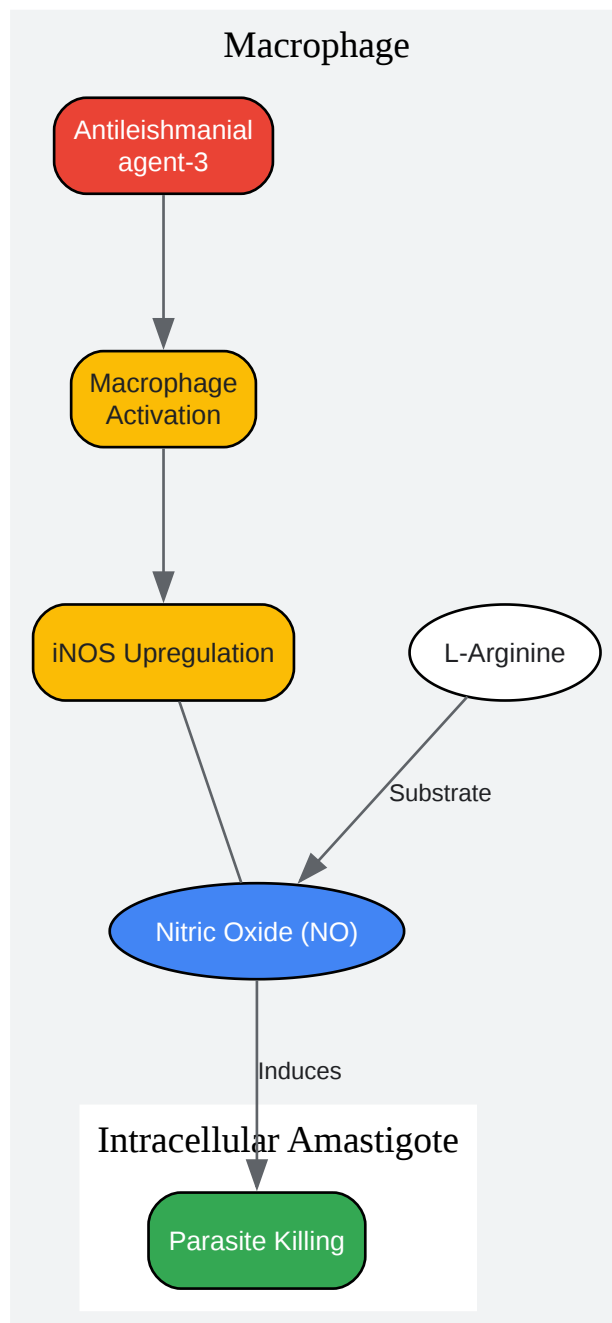 Macrophage
Antileishmanial
agent-3
Macrophage
Activation
iNOS Upregulation
L-Arginine
Substrate
Nitric Oxide (NO)
Induces
Intracellular Amastigote
Parasite Killing